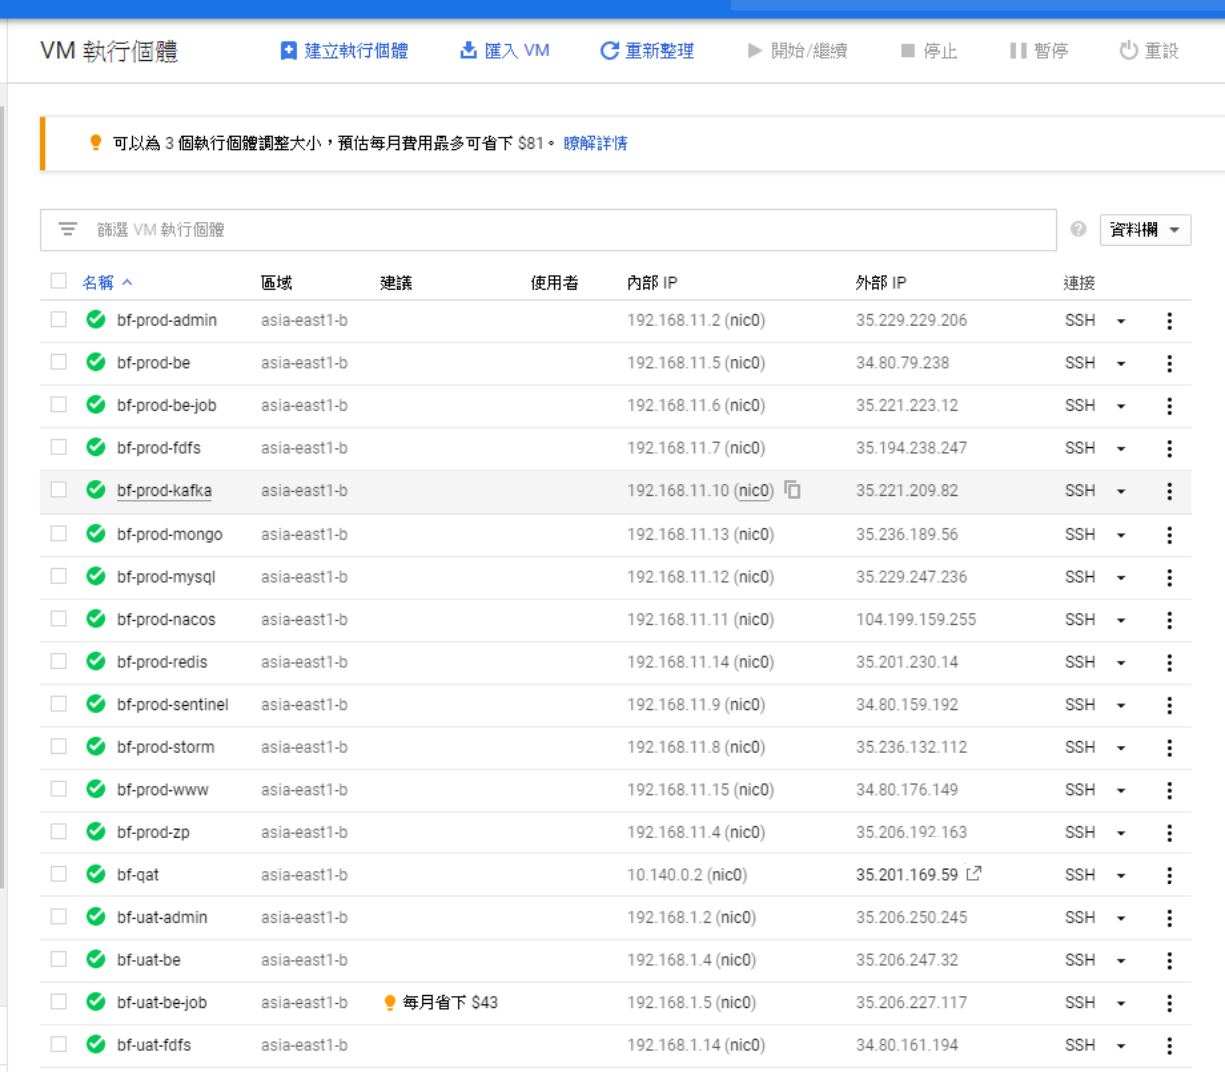 VM 執行個體 建立執行個體 匯入 VM 重新整理 開始/繼續 停止 暫停 重設
可以為 3 個執行個體調整大小，預估每月費用最多可省下 $81。 瞭解詳情
篩選 VM 執行個體 資料欄
名稱 區域 建議 使用者 內部 IP 外部 IP 連接
bf-prod-admin asia-east1-b 192.168.11.2 (nic0) 35.229.229.206 SSH
bf-prod-be asia-east1-b 192.168.11.5 (nic0) 34.80.79.238 SSH
bf-prod-be-job asia-east1-b 192.168.11.6 (nic0) 35.221.223.12 SSH
bf-prod-fdfs asia-east1-b 192.168.11.7 (nic0) 35.194.238.247 SSH
bf-prod-kafka asia-east1-b 192.168.11.10 (nic0) 35.221.209.82 SSH
bf-prod-mongo asia-east1-b 192.168.11.13 (nic0) 35.236.189.56 SSH
bf-prod-mysql asia-east1-b 192.168.11.12 (nic0) 35.229.247.236 SSH
bf-prod-nacos asia-east1-b 192.168.11.11 (nic0) 104.199.159.255 SSH
bf-prod-redis asia-east1-b 192.168.11.14 (nic0) 35.201.230.14 SSH
bf-prod-sentinel asia-east1-b 192.168.11.9 (nic0) 34.80.159.192 SSH
bf-prod-storm asia-east1-b 192.168.11.8 (nic0) 35.236.132.112 SSH
bf-prod-www asia-east1-b 192.168.11.15 (nic0) 34.80.176.149 SSH
bf-prod-zp asia-east1-b 192.168.11.4 (nic0) 35.206.192.163 SSH
bf-qat asia-east1-b 10.140.0.2 (nic0) 35.201.169.59 SSH
bf-uat-admin asia-east1-b 192.168.1.2 (nic0) 35.206.250.245 SSH
bf-uat-be asia-east1-b 192.168.1.4 (nic0) 35.206.247.32 SSH
bf-uat-be-job asia-east1-b 每月省下 $43 192.168.1.5 (nic0) 35.206.227.117 SSH
bf-uat-fdfs asia-east1-b 192.168.1.14 (nic0) 34.80.161.194 SSH